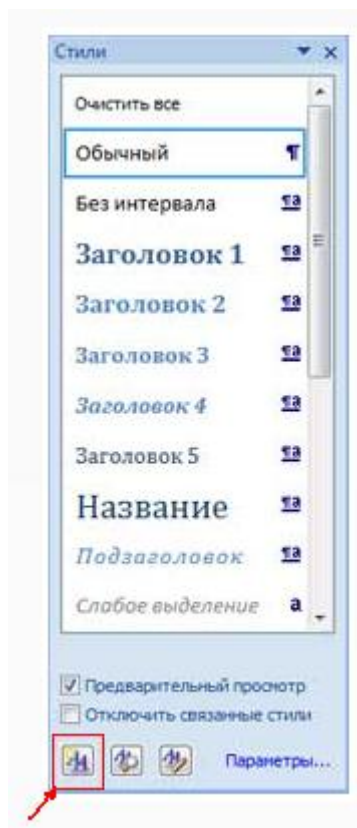 Стили
Очистить все
Обычный ¶
Без интервала ¶a
Заголовок 1 ¶a
Заголовок 2 ¶a
Заголовок 3 ¶a
Заголовок 4 ¶a
Заголовок 5 ¶a
Название ¶a
Подзаголовок ¶a
Слабое выделение a
Предварительный просмотр
Отключить связанные стили
Параметры...